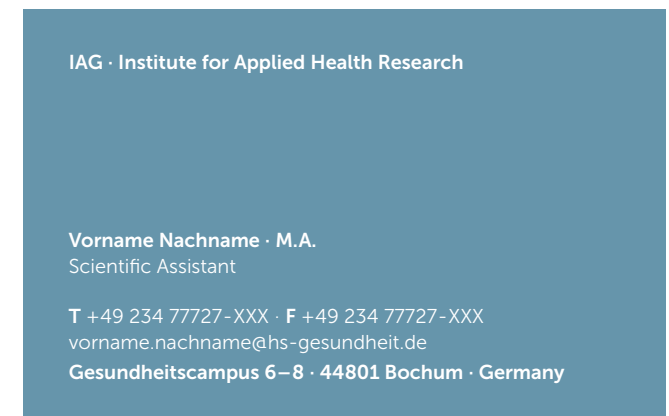 IAG · Institute for Applied Health Research
Vorname Nachname · M.A.
Scientific Assistant
T +49 234 77727-XXX · F +49 234 77727-XXX
vorname.nachname@hs-gesundheit.de
Gesundheitscampus 6–8 · 44801 Bochum · Germany